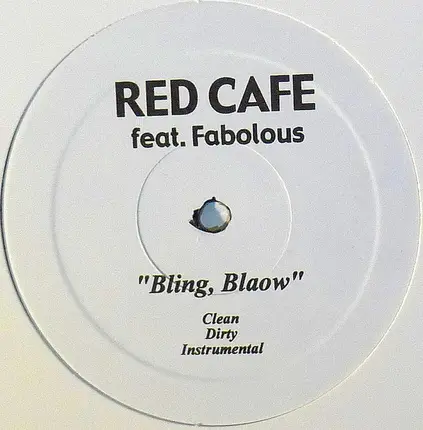 RED CAFE
feat. Fabolous
"Bling, Blaow"
Clean
Dirty
Instrumental